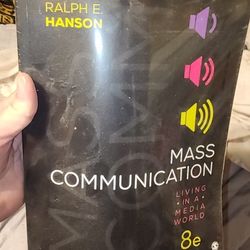 RALPH E.
HANSON
MASS
COMMUNICATION
LIVING
IN A
MEDIA
WORLD
8e